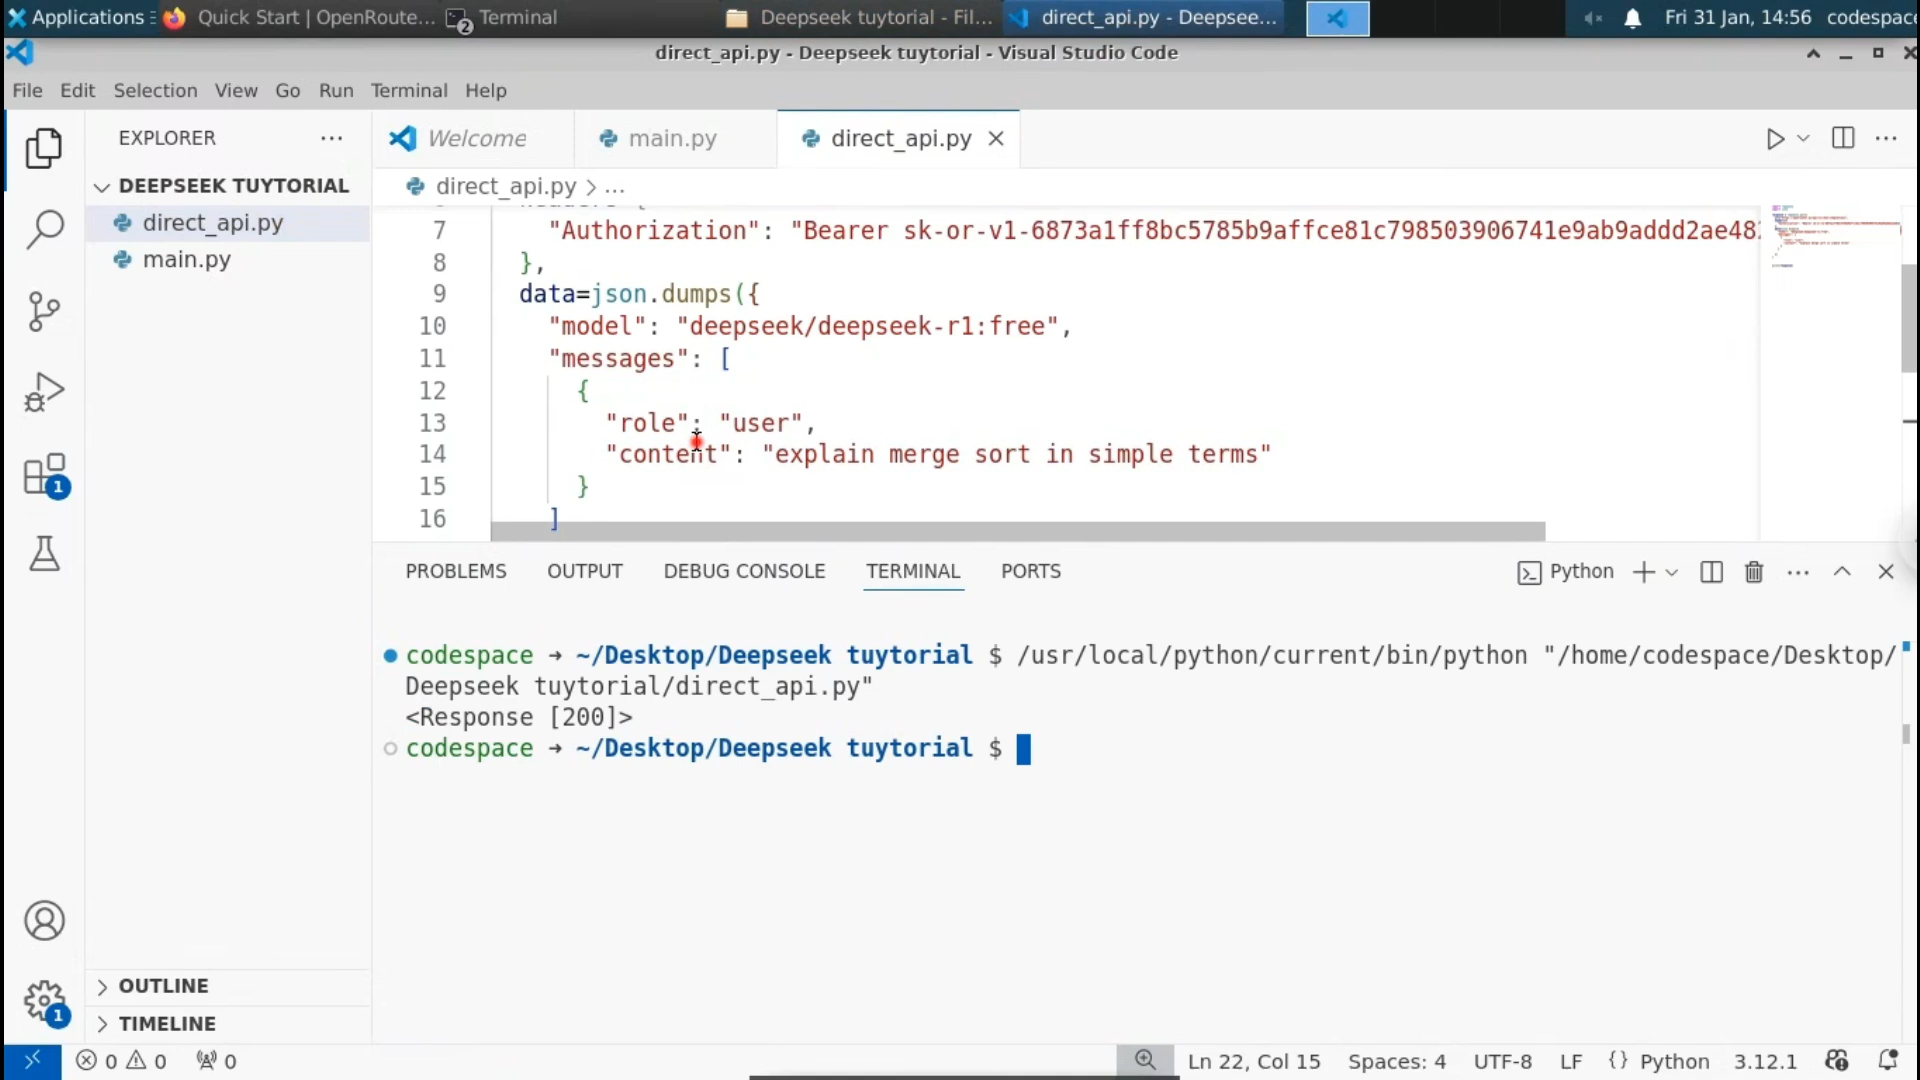 Applications
Quick Start | OpenRoute...
2
Terminal
Deepseek tuytorial - Fil...
direct_api.py - Deepsee...
Fri 31 Jan, 14:56
codespace
direct_api.py - Deepseek tuytorial - Visual Studio Code
File Edit Selection View Go Run Terminal Help
EXPLORER
DEEPSEEK TUYTORIAL
direct_api.py
main.py
1
OUTLINE
1
TIMELINE
Welcome
main.py
direct_api.py
direct_api.py > ...
7 "Authorization": "Bearer sk-or-v1-6873a1ff8bc5785b9affce81c798503906741e9ab9addd2ae48
8 },
9 data=json.dumps({
10 "model": "deepseek/deepseek-r1:free",
11 "messages": [
12 {
13 "role": "user",
14 "content": "explain merge sort in simple terms"
15 }
16 ]
PROBLEMS OUTPUT DEBUG CONSOLE TERMINAL PORTS
Python
codespace → ~/Desktop/Deepseek tuytorial $ /usr/local/python/current/bin/python "/home/codespace/Desktop/
Deepseek tuytorial/direct_api.py"
<Response [200]>
codespace → ~/Desktop/Deepseek tuytorial $
0 0 0
Ln 22, Col 15
Spaces: 4
UTF-8
LF
{} Python
3.12.1